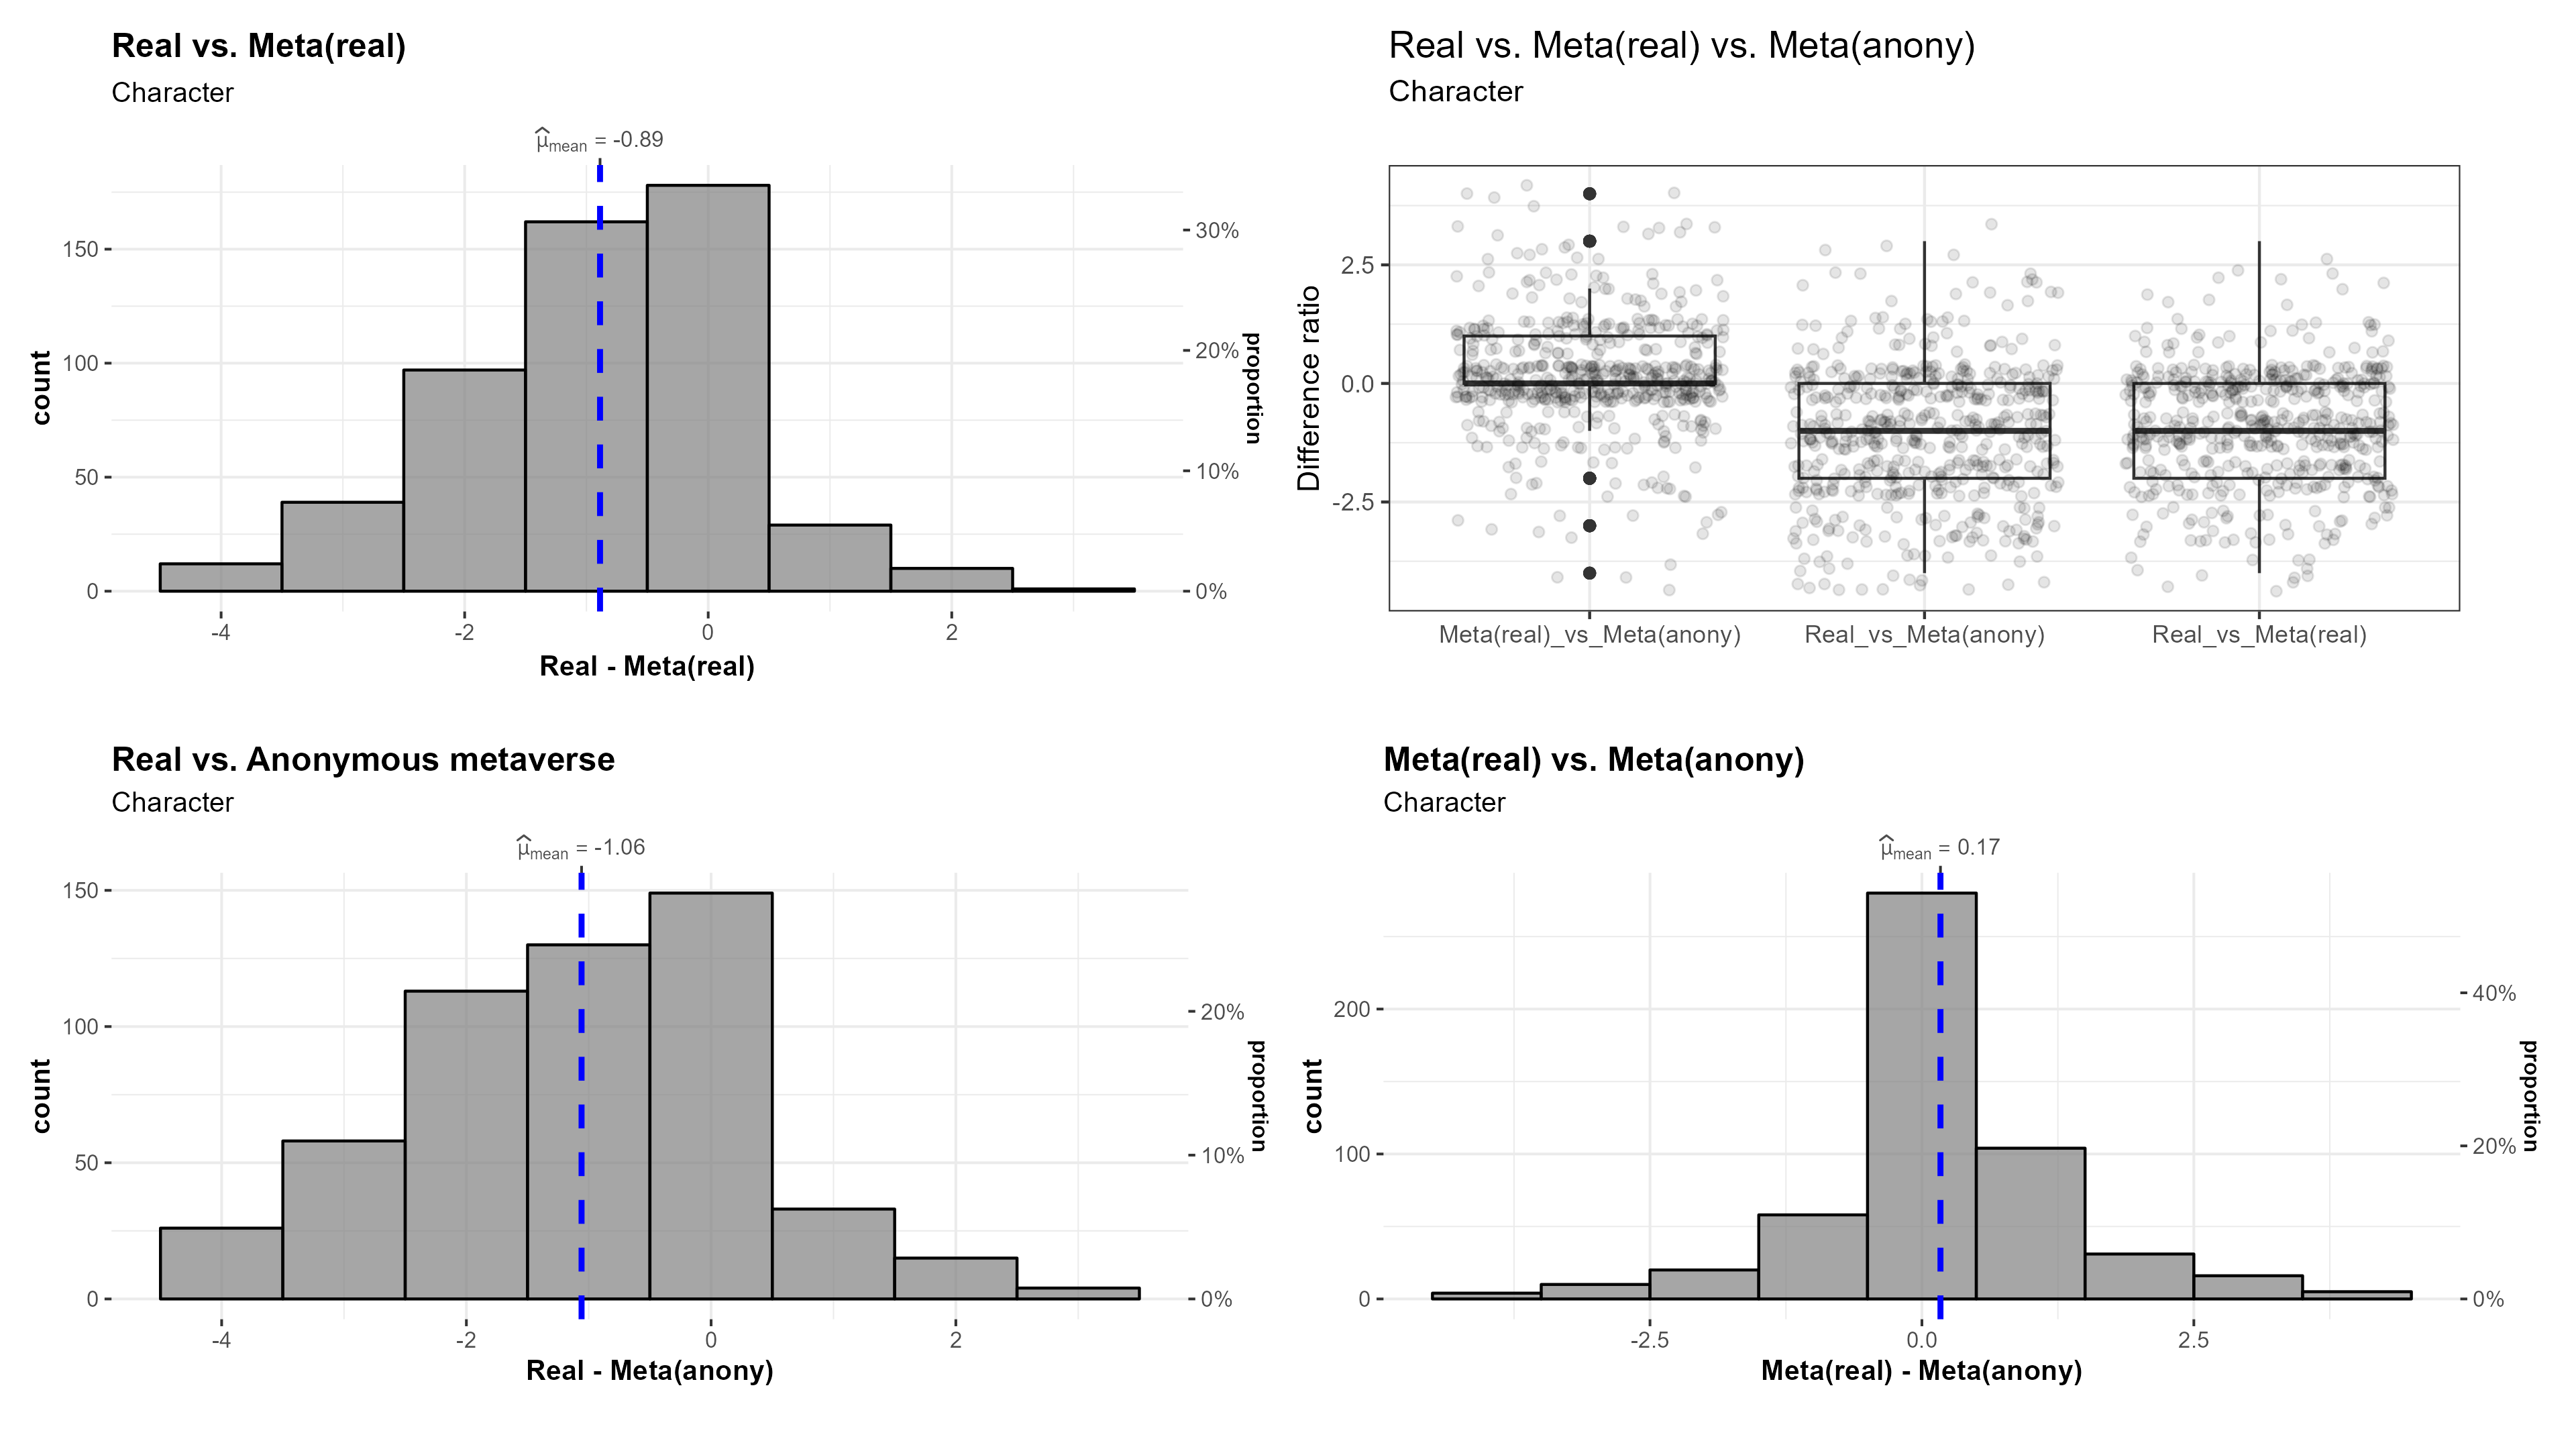 Real vs. Meta(real)
Character
μ̂mean = -0.89
150
100
50
0
count
30%
20%
10%
0%
proportion
-4 -2 0 2
Real - Meta(real)
Real vs. Meta(real) vs. Meta(anony)
Character
2.5
0.0
-2.5
Difference ratio
Meta(real)_vs_Meta(anony) Real_vs_Meta(anony) Real_vs_Meta(real)
Real vs. Anonymous metaverse
Character
μ̂mean = -1.06
150
100
50
0
count
20%
10%
0%
proportion
-4 -2 0 2
Real - Meta(anony)
Meta(real) vs. Meta(anony)
Character
μ̂mean = 0.17
200
100
0
count
40%
20%
0%
proportion
-2.5 0.0 2.5
Meta(real) - Meta(anony)